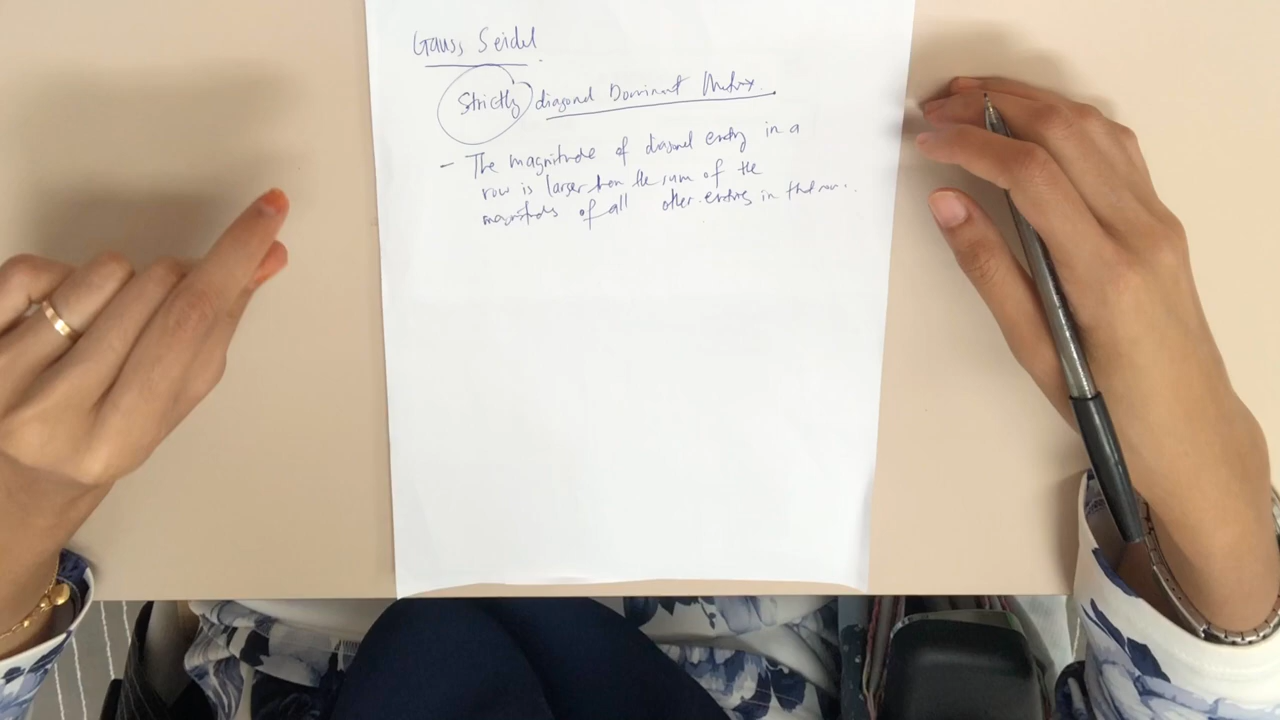 Gauss Seidel.
Strictly diagonal Dominant Matrix.
- The magnitude of diagonal entry in a
row is larger than the sum of the
magnitudes of all other entries in that row..